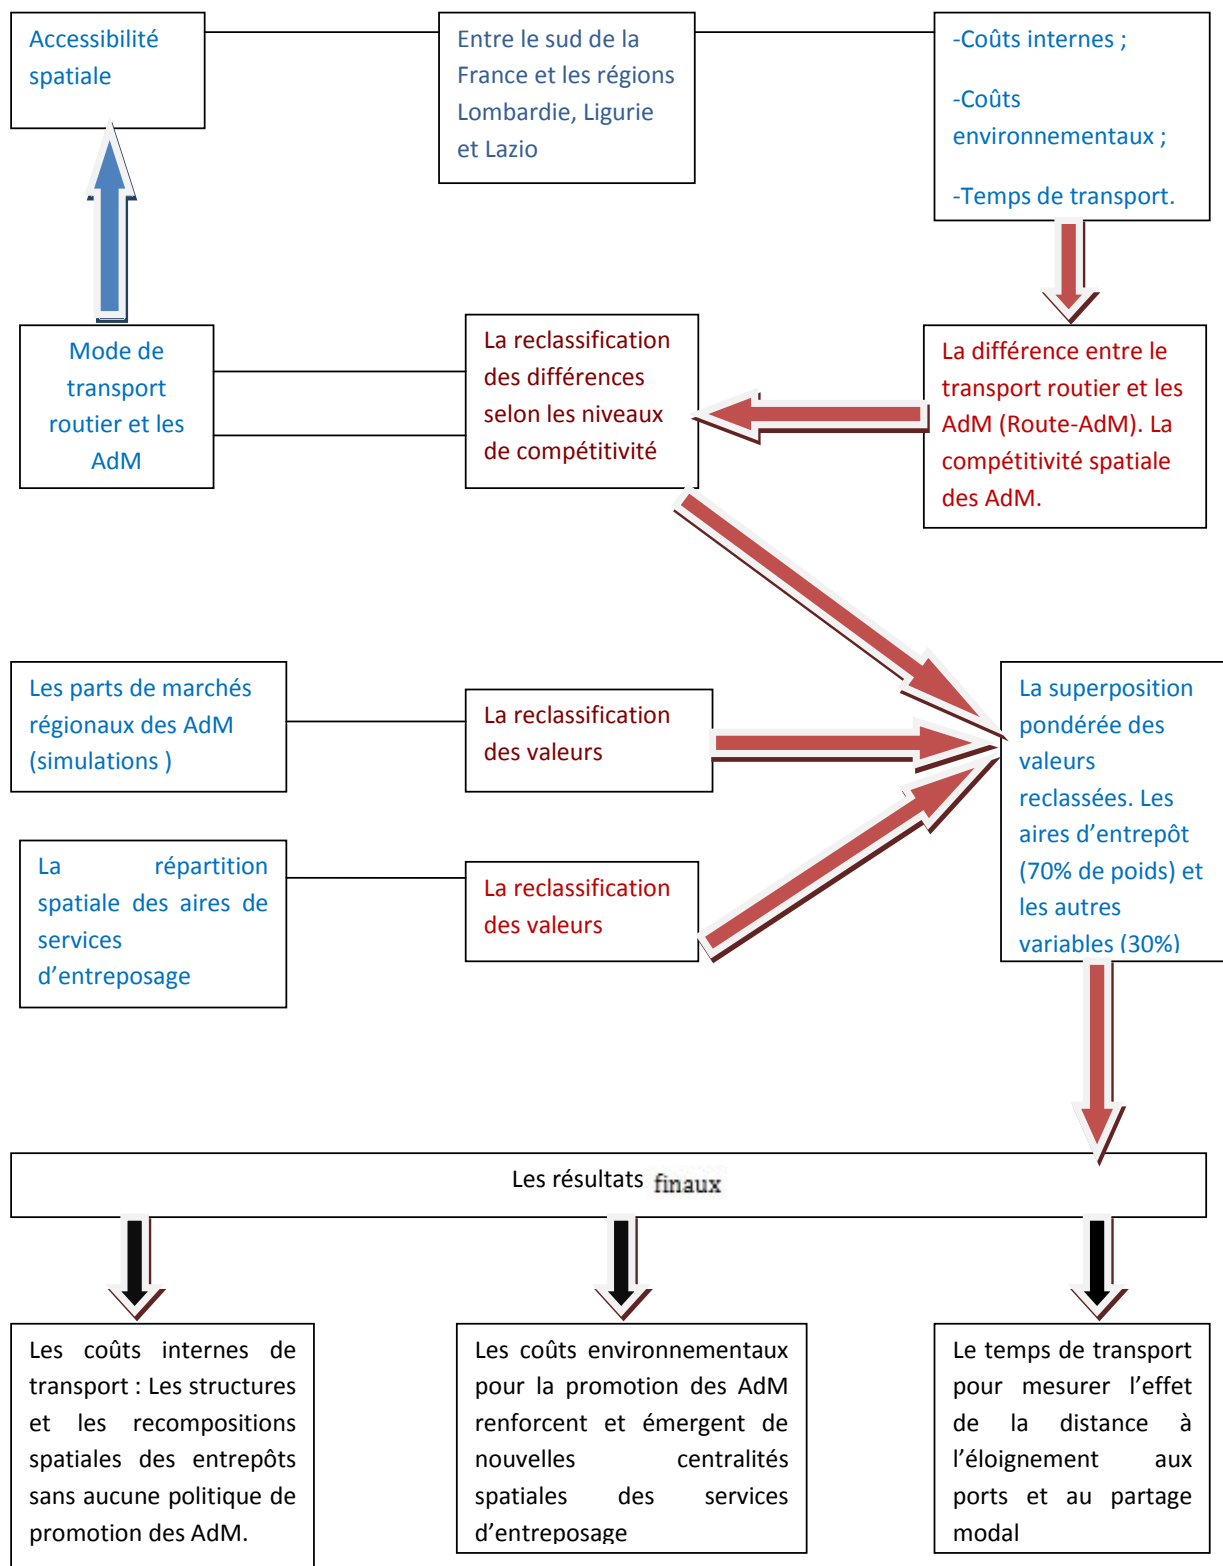 Accessibilité
spatiale
Entre le sud de la
France et les régions
Lombardie, Ligurie
et Lazio
-Coûts internes ;
-Coûts
environnementaux ;
-Temps de transport.
Mode de
transport
routier et les
AdM
La reclassification
des différences
selon les niveaux
de compétitivité
La différence entre le
transport routier et les
AdM (Route-AdM). La
compétitivité spatiale
des AdM.
Les parts de marchés
régionaux des AdM
(simulations )
La reclassification
des valeurs
La superposition
pondérée des
valeurs
reclassées. Les
aires d’entrepôt
(70% de poids) et
les autres
variables (30%)
La répartition
spatiale des aires de
services
d’entreposage
La reclassification
des valeurs
Les résultats finaux
Les coûts internes de
transport : Les structures
et les recompositions
spatiales des entrepôts
sans aucune politique de
promotion des AdM.
Les coûts environnementaux
pour la promotion des AdM
renforcent et émergent de
nouvelles centralités
spatiales des services
d’entreposage
Le temps de transport
pour mesurer l’effet
de la distance à
l’éloignement aux
ports et au partage
modal